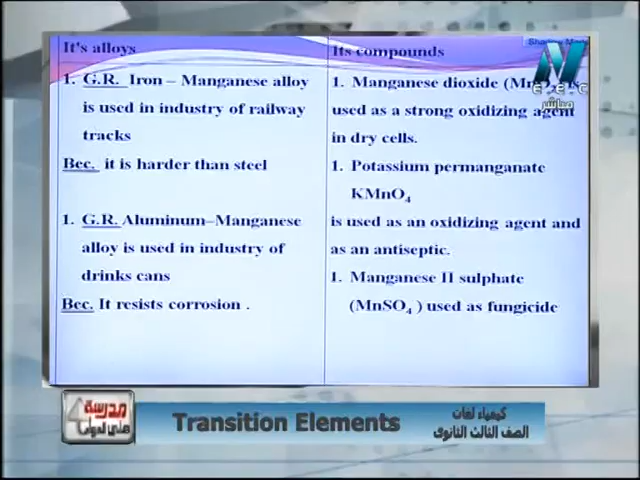 It's alloys
1. G.R. Iron – Manganese alloy
is used in industry of railway
tracks
Bec. it is harder than steel
1. G.R. Aluminum–Manganese
alloy is used in industry of
drinks cans
Bec. It resists corrosion .
Its compounds
1. Manganese dioxide
used as a strong oxidizing agent
in dry cells.
1. Potassium permanganate
KMnO₄
is used as an oxidizing agent and
as an antiseptic.
1. Manganese II sulphate
(MnSO₄ ) used as fungicide
مباشر
مدرسة
على الهواء
Transition Elements
كيمياء لغات
الصف الثالث الثانوى